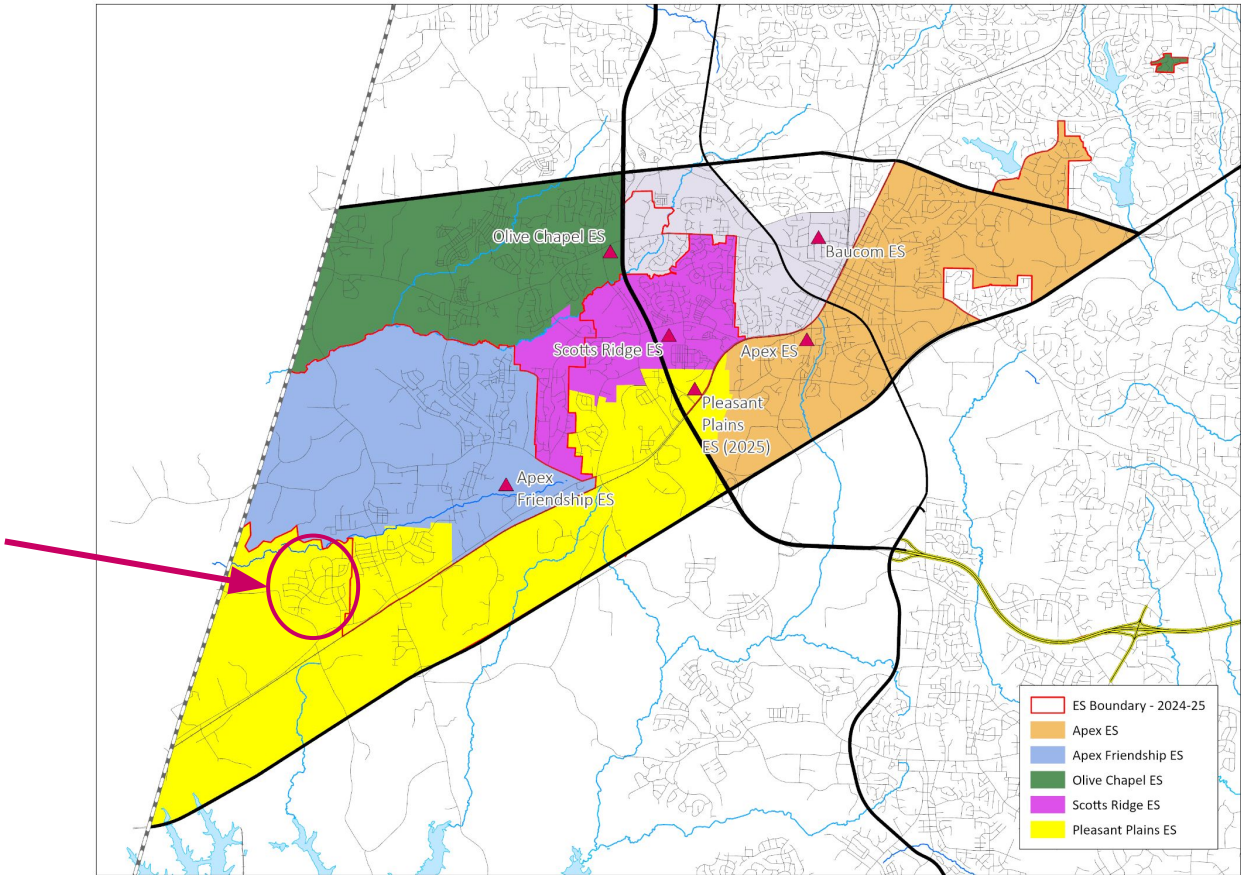 Olive Chapel ES
Baucom ES
Scotts Ridge ES
Apex ES
Pleasant
Plains
ES (2025)
Apex
Friendship ES
ES Boundary - 2024-25
Apex ES
Apex Friendship ES
Olive Chapel ES
Scotts Ridge ES
Pleasant Plains ES